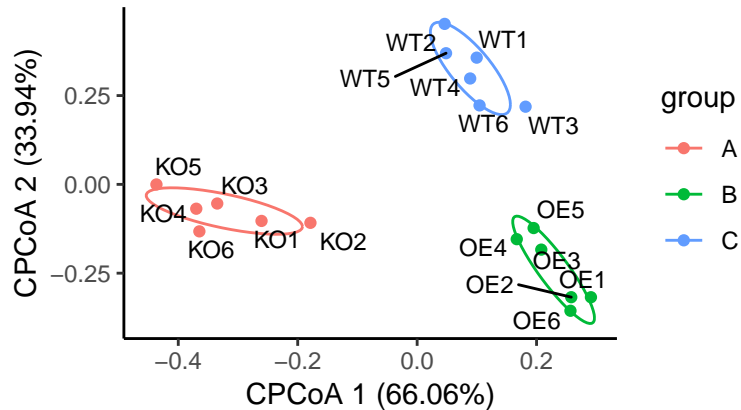 CPCoA 2 (33.94%)
0.25
0.00
−0.25
WT2
WT1
WT5
WT4
WT6
WT3
KO5
KO3
KO4
KO1
KO2
KO6
OE5
OE4
OE3
OE2
OE1
OE6
−0.4
−0.2
0.0
0.2
CPCoA 1 (66.06%)
group
A
B
C